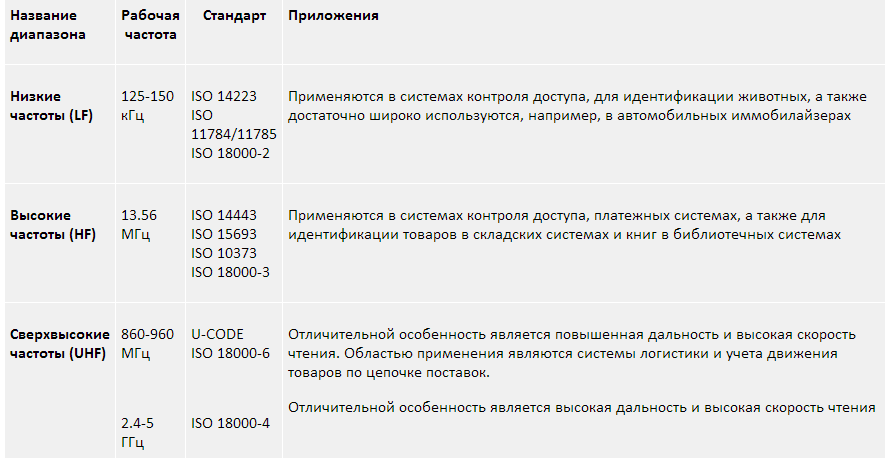 Название диапазона
Рабочая частота
Стандарт
Приложения
Низкие частоты (LF)
125-150 кГц
ISO 14223
ISO
11784/11785
ISO 18000-2
Применяются в системах контроля доступа, для идентификации животных, а также
достаточно широко используются, например, в автомобильных иммобилайзерах
Высокие частоты (HF)
13.56 МГц
ISO 14443
ISO 15693
ISO 10373
ISO 18000-3
Применяются в системах контроля доступа, платежных системах, а также для
идентификации товаров в складских системах и книг в библиотечных системах
Сверхвысокие частоты (UHF)
860-960 МГц
U-CODE
ISO 18000-6
Отличительной особенность является повышенная дальность и высокая скорость
чтения. Областью применения являются системы логистики и учета движения
товаров по цепочке поставок.
2.4-5 ГГц
ISO 18000-4
Отличительной особенность является высокая дальность и высокая скорость чтения